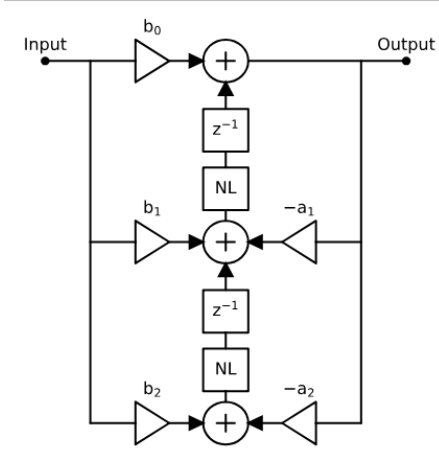 b₀
Input
Output
+
z⁻¹
NL
b₁
−a₁
+
z⁻¹
NL
b₂
−a₂
+